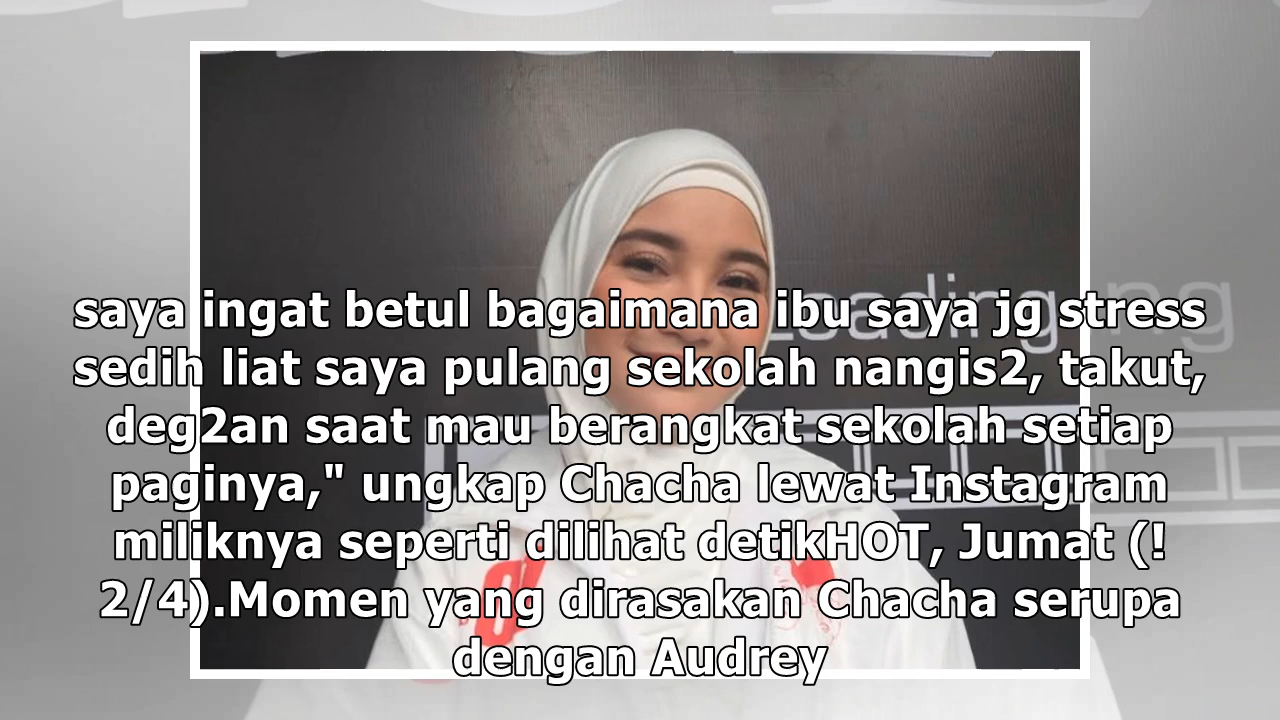 saya ingat betul bagaimana ibu saya jg stress
sedih liat saya pulang sekolah nangis2, takut,
deg2an saat mau berangkat sekolah setiap
paginya," ungkap Chacha lewat Instagram
miliknya seperti dilihat detikHOT, Jumat (!
2/4).Momen yang dirasakan Chacha serupa
dengan Audrey
Loading
ng